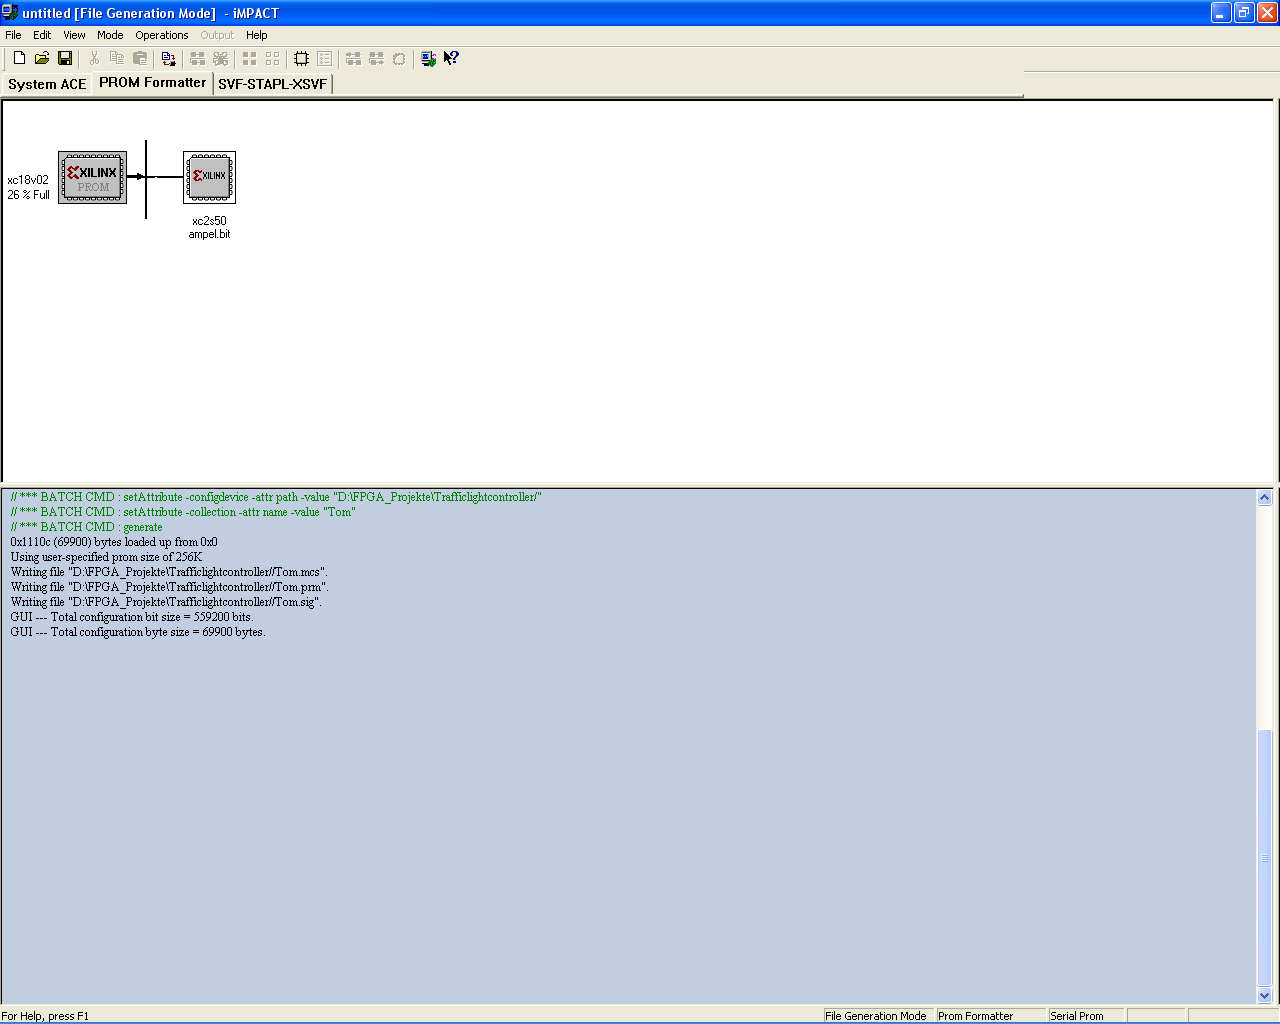 untitled [File Generation Mode]  - iMPACT
File Edit View Mode Operations Output Help
System ACE PROM Formatter SVF-STAPL-XSVF
xc18v02
26 % Full
XILINX
PROM
XILINX
xc2s50
ampel.bit
// *** BATCH CMD : setAttribute -configdevice -attr path -value "D:\FPGA_Projekte\Trafficlightcontroller/"
// *** BATCH CMD : setAttribute -collection -attr name -value "Tom"
// *** BATCH CMD : generate
0x1110c (69900) bytes loaded up from 0x0
Using user-specified prom size of 256K
Writing file "D:\FPGA_Projekte\Trafficlightcontroller//Tom.mcs".
Writing file "D:\FPGA_Projekte\Trafficlightcontroller//Tom.prm".
Writing file "D:\FPGA_Projekte\Trafficlightcontroller//Tom.sig".
GUI --- Total configuration bit size = 559200 bits.
GUI --- Total configuration byte size = 69900 bytes.
For Help, press F1 File Generation Mode Prom Formatter Serial Prom